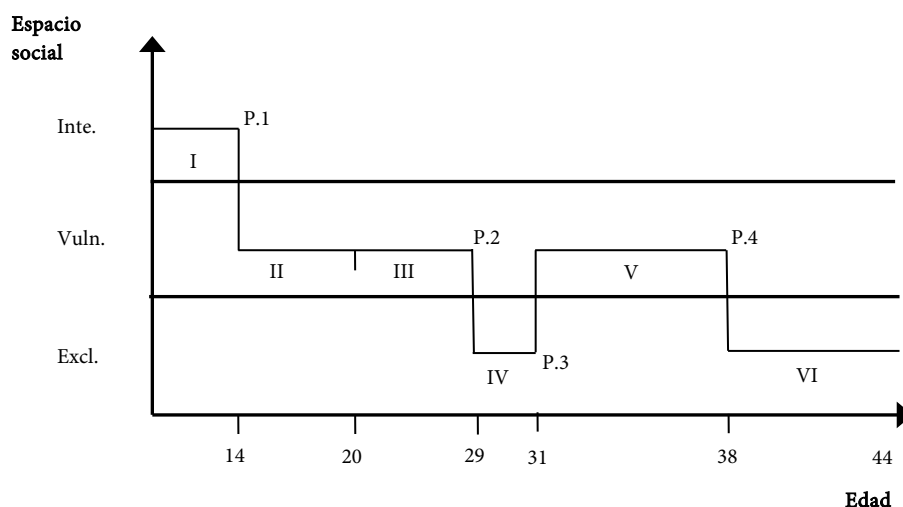 Espacio
social
Inte.
P.1
I
Vuln.
P.2
P.4
II
III
V
Excl.
P.3
IV
VI
14
20
29
31
38
44
Edad